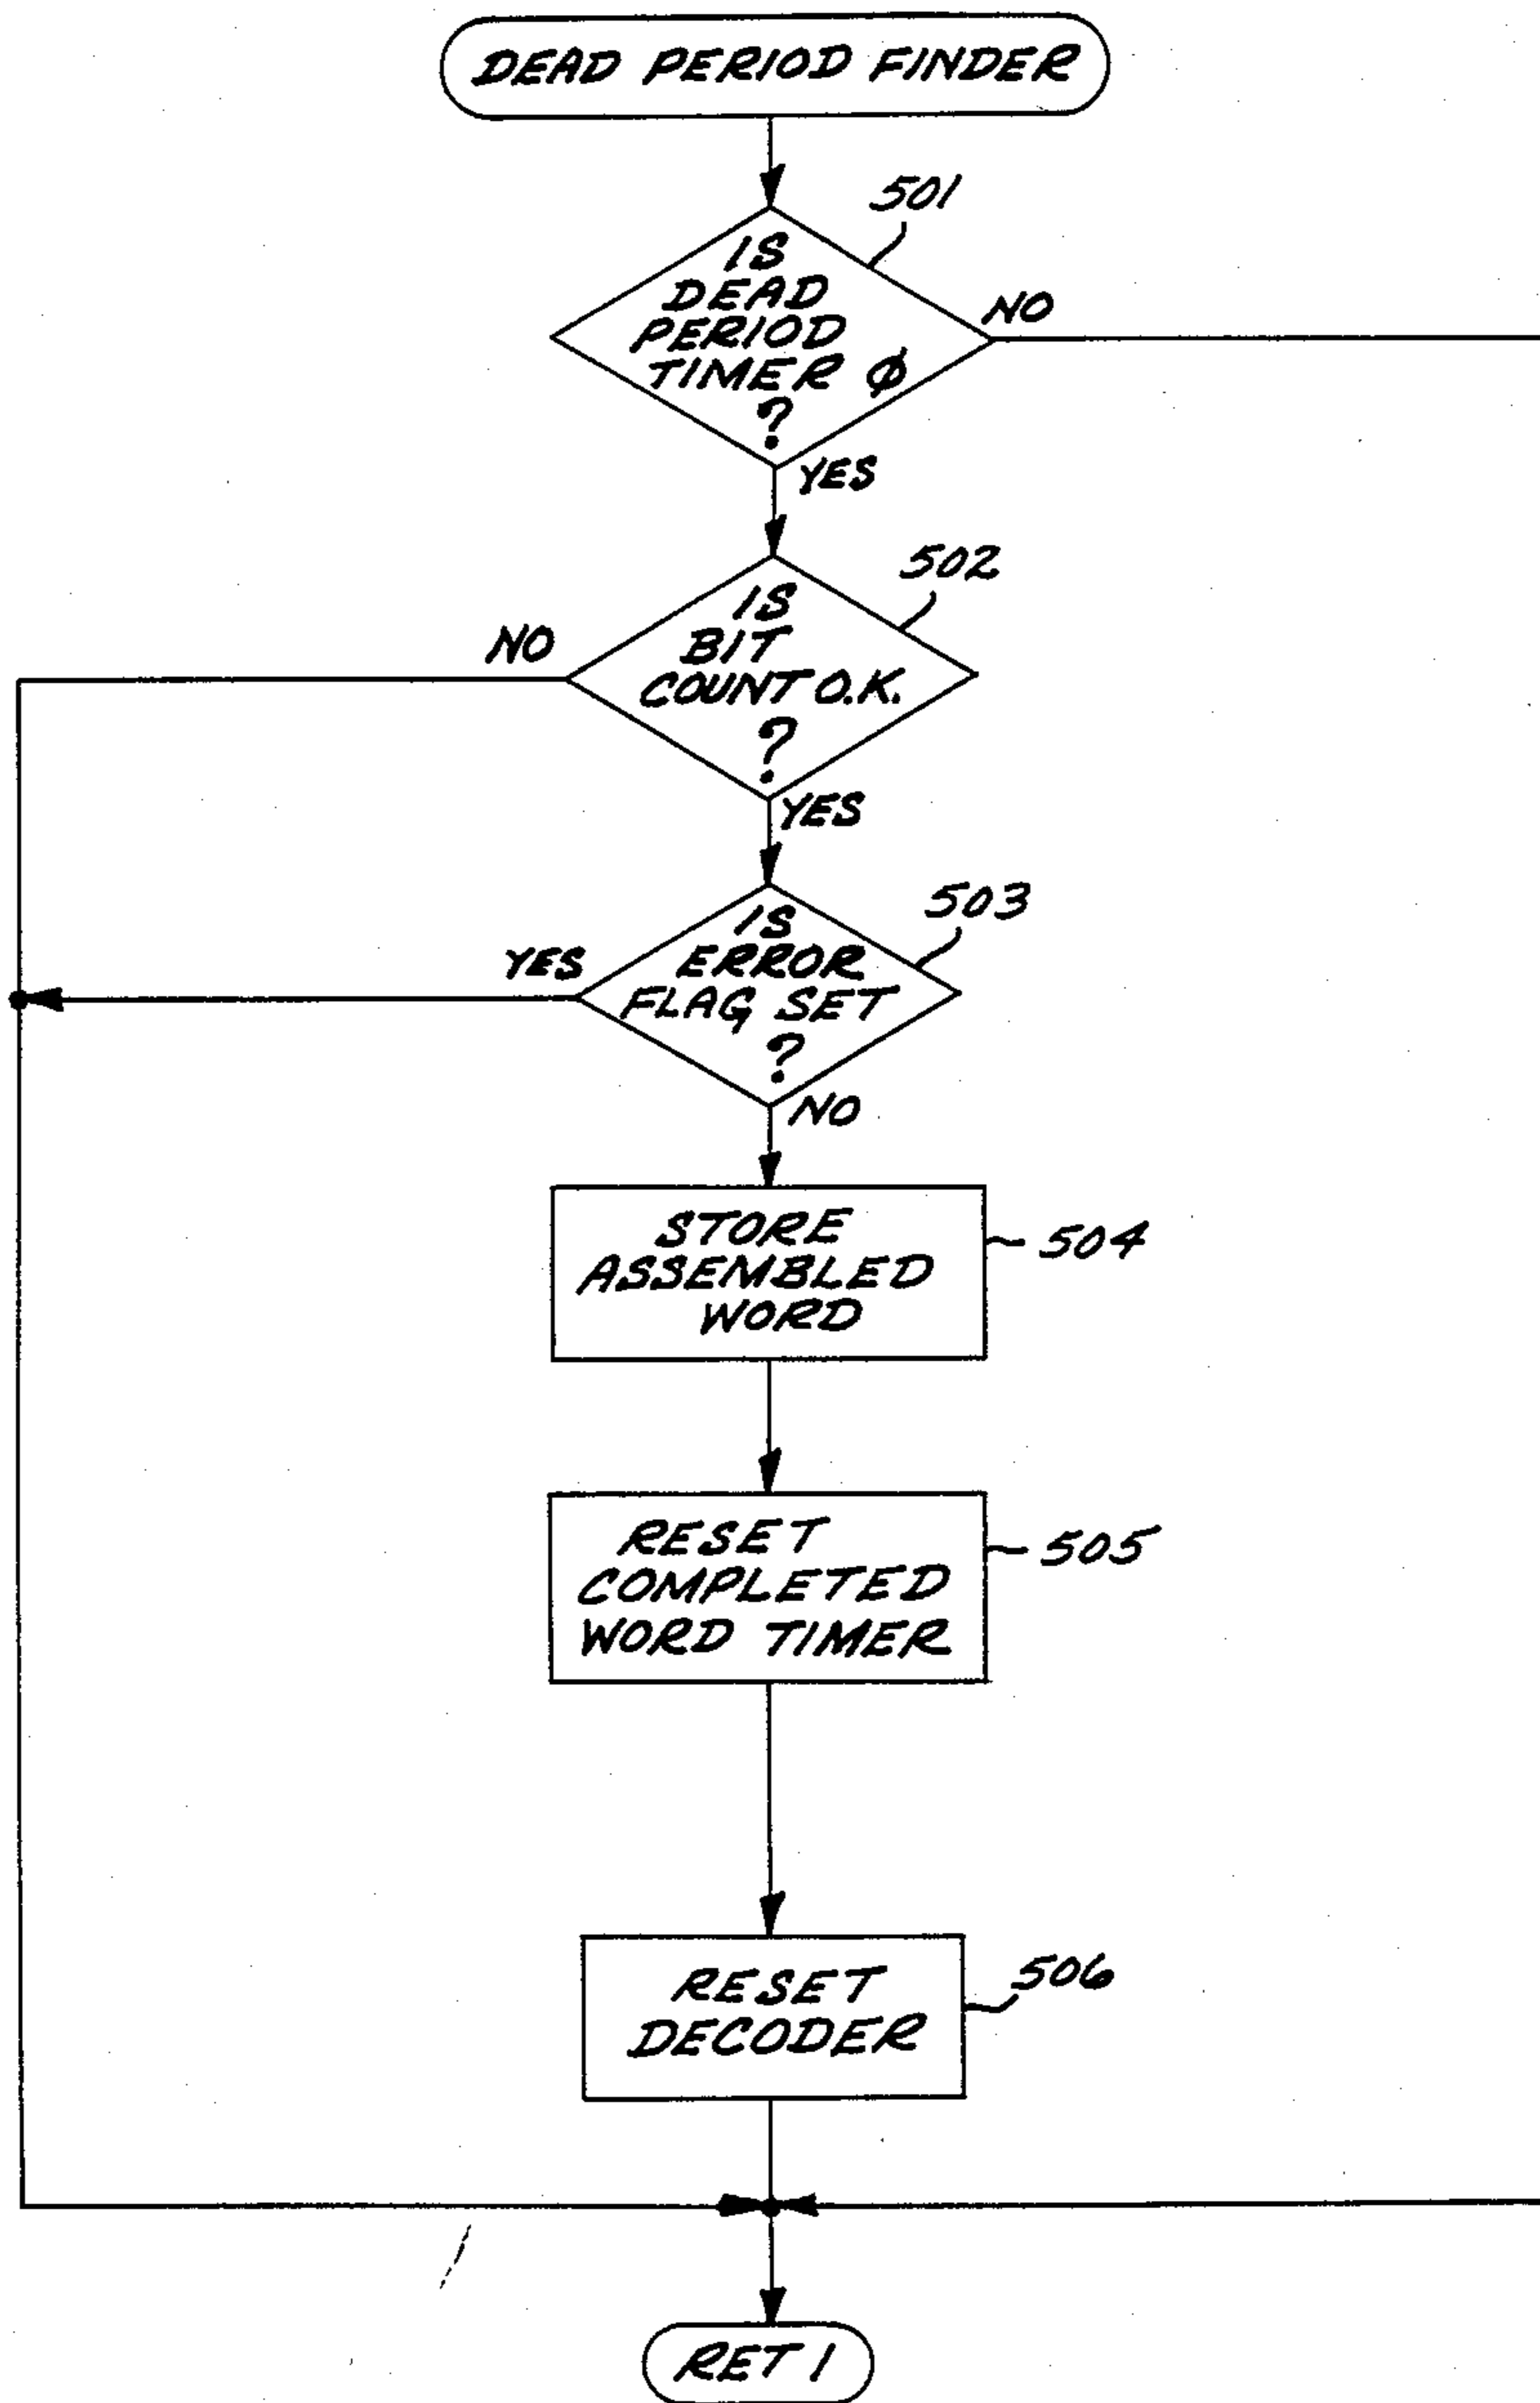 DEAD PERIOD FINDER
501
IS
DEAD
PERIOD
TIMER Ø
?
NO
YES
502
IS
BIT
COUNT O.K.
?
NO
YES
503
IS
ERROR
FLAG SET
?
YES
NO
STORE
ASSEMBLED
WORD
504
RESET
COMPLETED
WORD TIMER
505
RESET
DECODER
506
RET 1